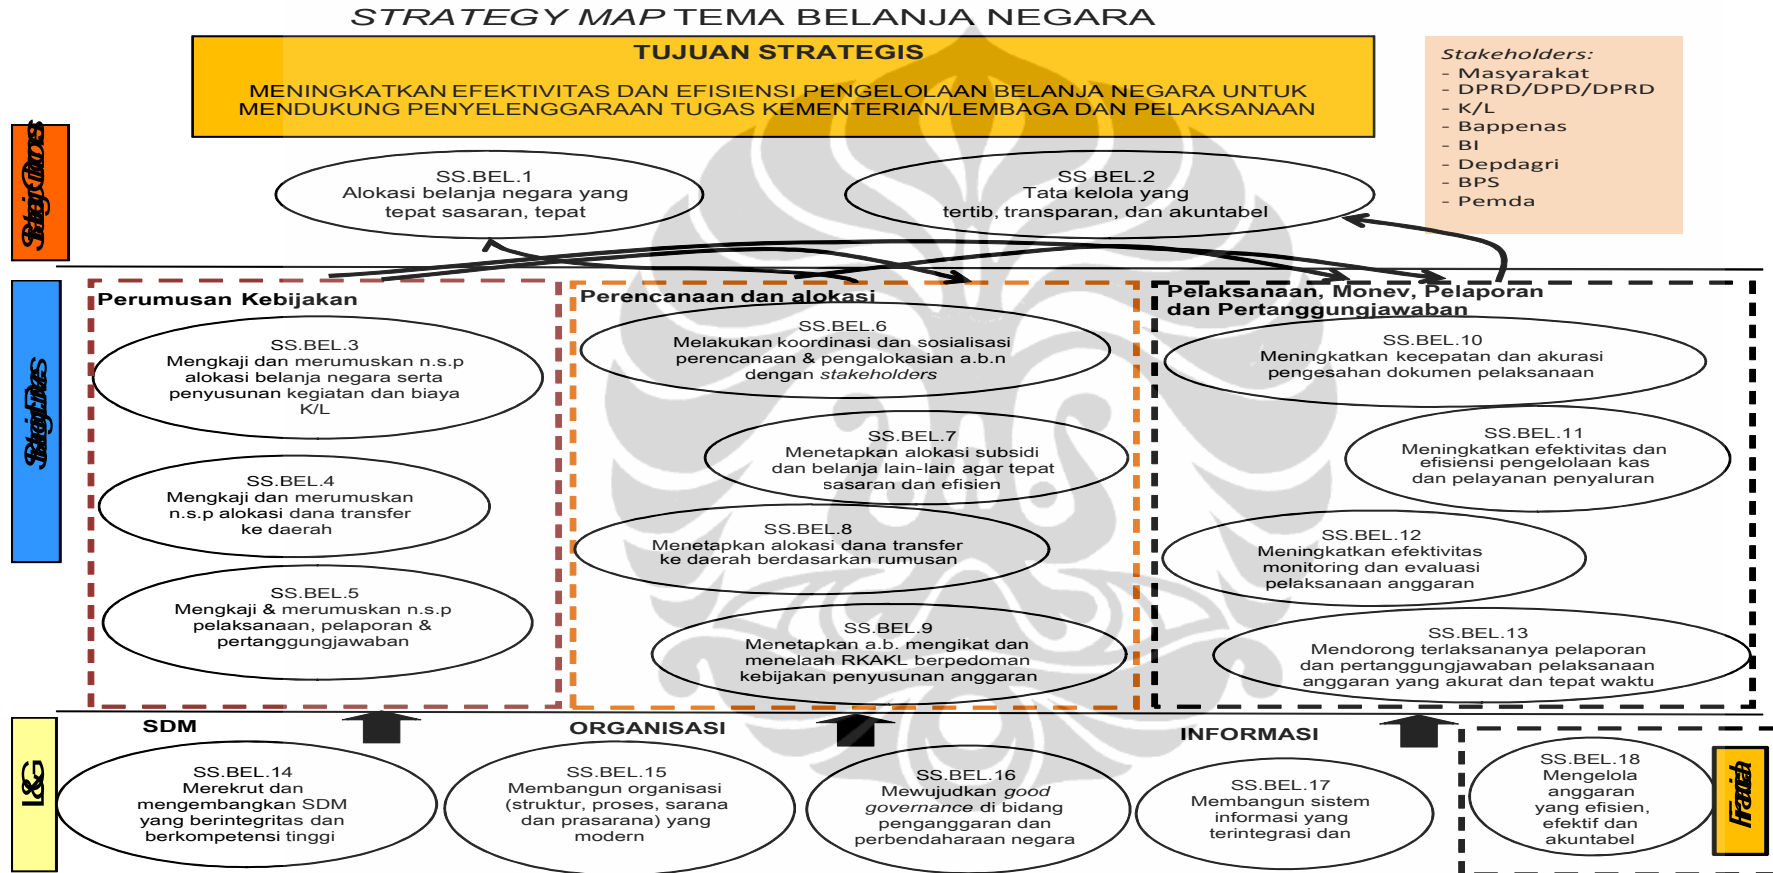 STRATEGY MAP TEMA BELANJA NEGARA
TUJUAN STRATEGIS
MENINGKATKAN EFEKTIVITAS DAN EFISIENSI PENGELOLAAN BELANJA NEGARA UNTUK
MENDUKUNG PENYELENGGARAAN TUGAS KEMENTERIAN/LEMBAGA DAN PELAKSANAAN
Stakeholders:
- Masyarakat
- DPRD/DPD/DPRD
- K/L
- Bappenas
- BI
- Depdagri
- BPS
- Pemda
SS.BEL.1
Alokasi belanja negara yang
tepat sasaran, tepat
SS BEL.2
Tata kelola yang
tertib, transparan, dan akuntabel
Perumusan Kebijakan
SS.BEL.3
Mengkaji dan merumuskan n.s.p
alokasi belanja negara serta
penyusunan kegiatan dan biaya
K/L
SS.BEL.4
Mengkaji dan merumuskan
n.s.p alokasi dana transfer
ke daerah
SS.BEL.5
Mengkaji & merumuskan n.s.p
pelaksanaan, pelaporan &
pertanggungjawaban
Perencanaan dan alokasi
SS.BEL.6
Melakukan koordinasi dan sosialisasi
perencanaan & pengalokasian a.b.n
dengan stakeholders
SS.BEL.7
Menetapkan alokasi subsidi
dan belanja lain-lain agar tepat
sasaran dan efisien
SS.BEL.8
Menetapkan alokasi dana transfer
ke daerah berdasarkan rumusan
SS.BEL.9
Menetapkan a.b. mengikat dan
menelaah RKAKL berpedoman
kebijakan penyusunan anggaran
Pelaksanaan, Monev, Pelaporan
dan Pertanggungjawaban
SS.BEL.10
Meningkatkan kecepatan dan akurasi
pengesahan dokumen pelaksanaan
SS.BEL.11
Meningkatkan efektivitas dan
efisiensi pengelolaan kas
dan pelayanan penyaluran
SS.BEL.12
Meningkatkan efektivitas
monitoring dan evaluasi
pelaksanaan anggaran
SS.BEL.13
Mendorong terlaksananya pelaporan
dan pertanggungjawaban pelaksanaan
anggaran yang akurat dan tepat waktu
L&G
SDM
SS.BEL.14
Merekrut dan
mengembangkan SDM
yang berintegritas dan
berkompetensi tinggi
ORGANISASI
SS.BEL.15
Membangun organisasi
(struktur, proses, sarana
dan prasarana) yang
modern
SS.BEL.16
Mewujudkan good
governance di bidang
penganggaran dan
perbendaharaan negara
INFORMASI
SS.BEL.17
Membangun sistem
informasi yang
terintegrasi dan
SS.BEL.18
Mengelola
anggaran
yang efisien,
efektif dan
akuntabel